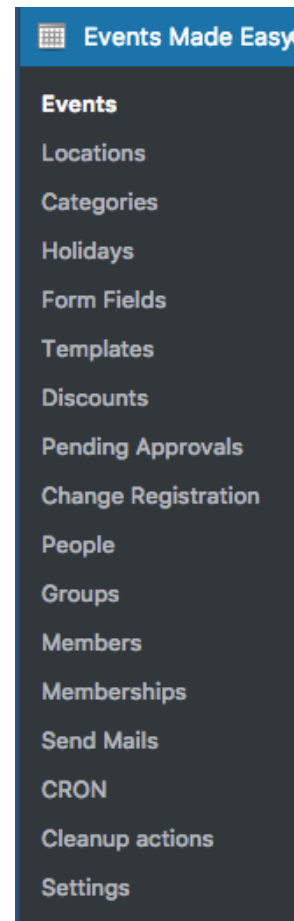 Events Made Easy
Events
Locations
Categories
Holidays
Form Fields
Templates
Discounts
Pending Approvals
Change Registration
People
Groups
Members
Memberships
Send Mails
CRON
Cleanup actions
Settings